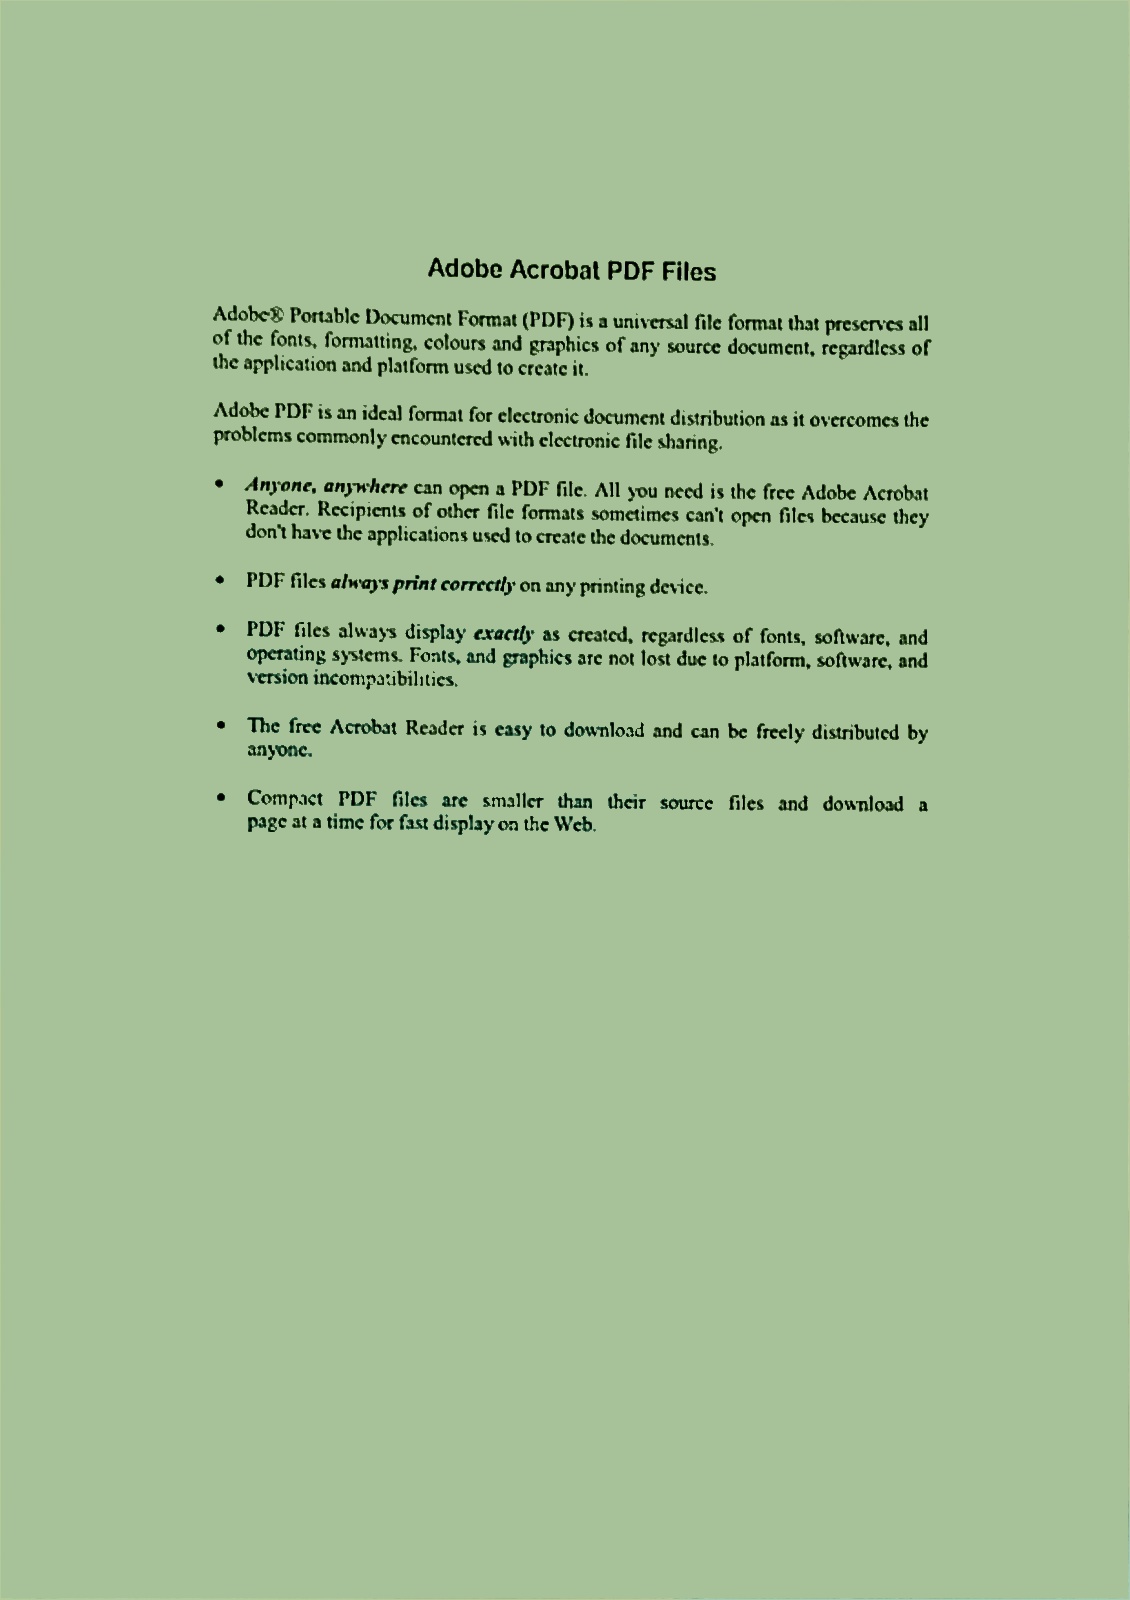 Adobe Acrobat PDF Files
Adobe® Portable Document Format (PDF) is a universal file format that preserves all
of the fonts, formatting, colours and graphics of any source document, regardless of
the application and platform used to create it.
Adobe PDF is an ideal format for electronic document distribution as it overcomes the
problems commonly encountered with electronic file sharing.
• Anyone, anywhere can open a PDF file. All you need is the free Adobe Acrobat
Reader. Recipients of other file formats sometimes can't open files because they
don't have the applications used to create the documents.
• PDF files always print correctly on any printing device.
• PDF files always display exactly as created, regardless of fonts, software, and
operating systems. Fonts, and graphics are not lost due to platform, software, and
version incompatibilities.
• The free Acrobat Reader is easy to download and can be freely distributed by
anyone.
• Compact PDF files are smaller than their source files and download a
page at a time for fast display on the Web.